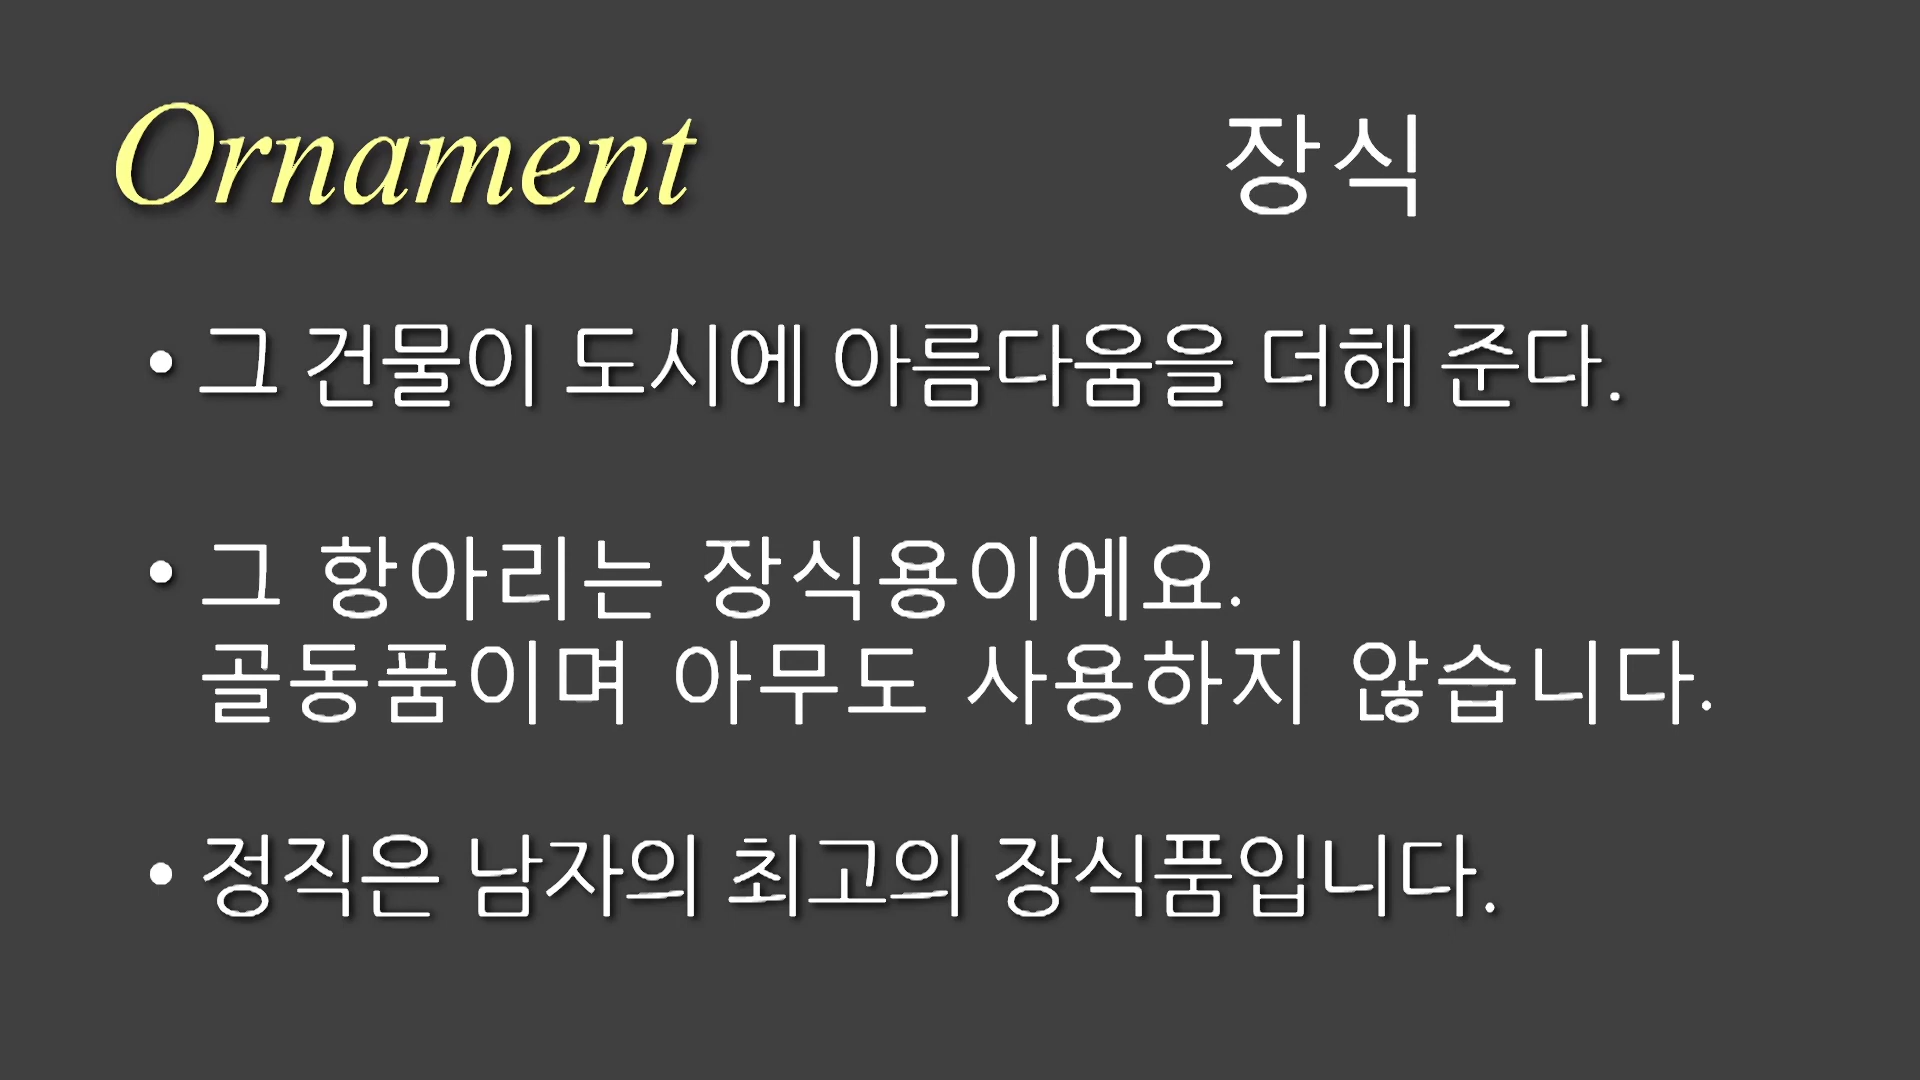 Ornament 장식
• 그 건물이 도시에 아름다움을 더해 준다.
• 그 항아리는 장식용이에요.
골동품이며 아무도 사용하지 않습니다.
• 정직은 남자의 최고의 장식품입니다.